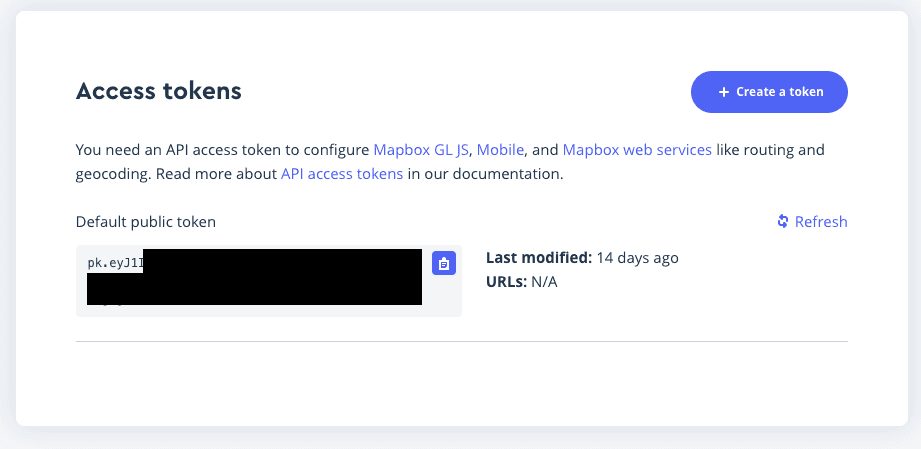 Access tokens
+ Create a token
You need an API access token to configure Mapbox GL JS, Mobile, and Mapbox web services like routing and
geocoding. Read more about API access tokens in our documentation.
Default public token
Refresh
pk.eyJ1I
Last modified: 14 days ago
URLs: N/A